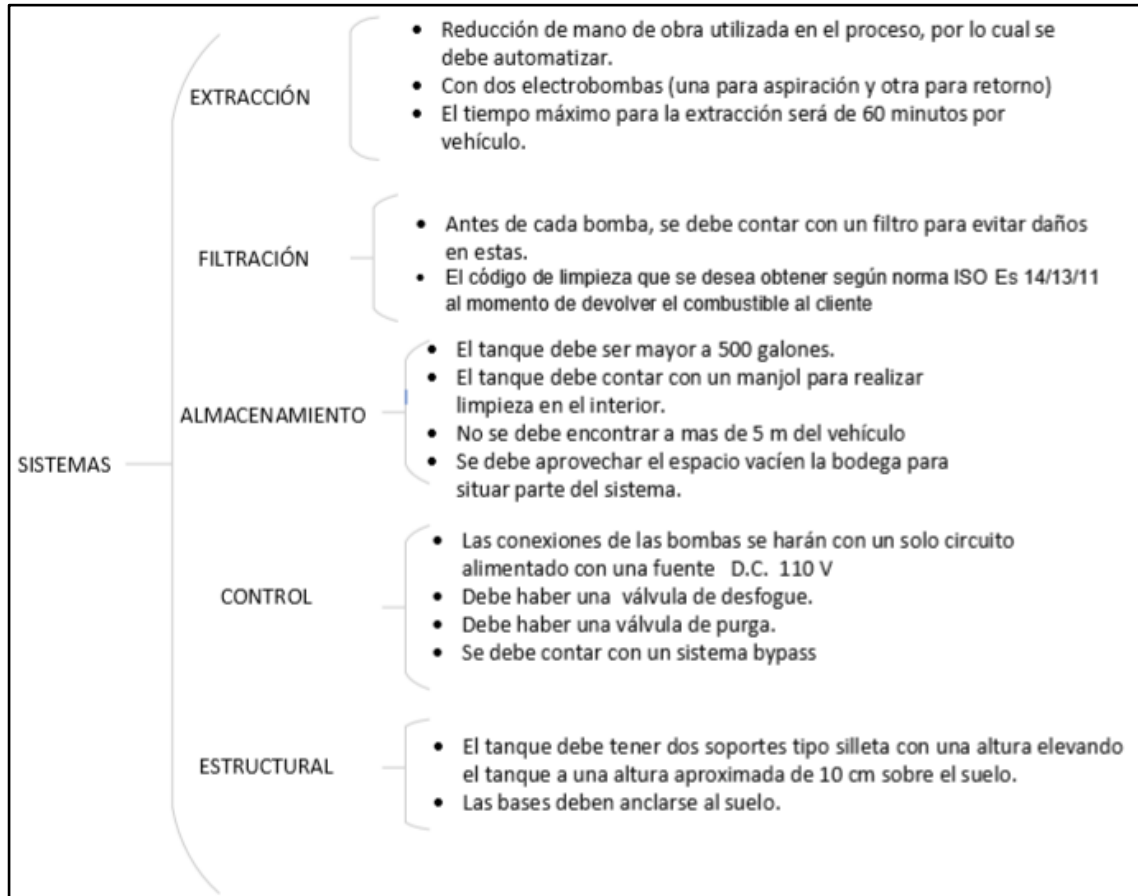 SISTEMAS
EXTRACCIÓN
• Reducción de mano de obra utilizada en el proceso, por lo cual se
debe automatizar.
• Con dos electrobombas (una para aspiración y otra para retorno)
• El tiempo máximo para la extracción será de 60 minutos por
vehículo.
FILTRACIÓN
• Antes de cada bomba, se debe contar con un filtro para evitar daños
en estas.
• El código de limpieza que se desea obtener según norma ISO Es 14/13/11
al momento de devolver el combustible al cliente
ALMACENAMIENTO
• El tanque debe ser mayor a 500 galones.
• El tanque debe contar con un manjol para realizar
limpieza en el interior.
• No se debe encontrar a mas de 5 m del vehículo
• Se debe aprovechar el espacio vacíen la bodega para
situar parte del sistema.
CONTROL
• Las conexiones de las bombas se harán con un solo circuito
alimentado con una fuente D.C. 110 V
• Debe haber una válvula de desfogue.
• Debe haber una válvula de purga.
• Se debe contar con un sistema bypass
ESTRUCTURAL
• El tanque debe tener dos soportes tipo silleta con una altura elevando
el tanque a una altura aproximada de 10 cm sobre el suelo.
• Las bases deben anclarse al suelo.